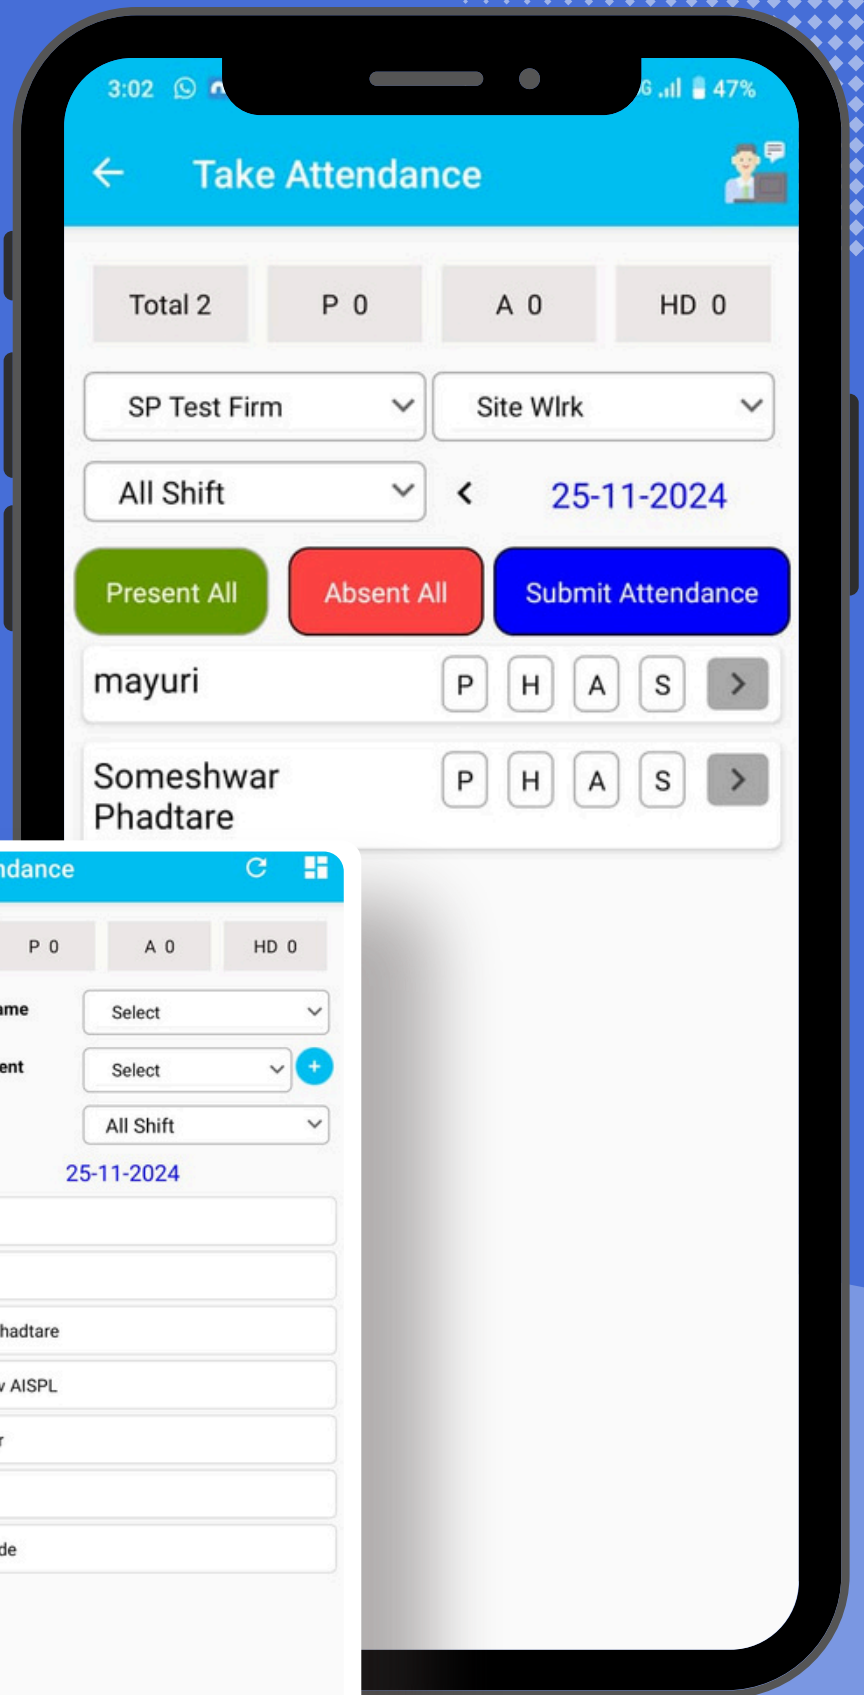 3:02 47%
Take Attendance
Total 2 P 0 A 0 HD 0
SP Test Firm Site Wlrk
All Shift < 25-11-2024
Present All Absent All Submit Attendance
mayuri P H A S >
Someshwar P H A S >
Phadtare
ndance
P 0 A 0 HD 0
ame Select
ent Select +
All Shift
25-11-2024
hadtare
v AISPL
r
de